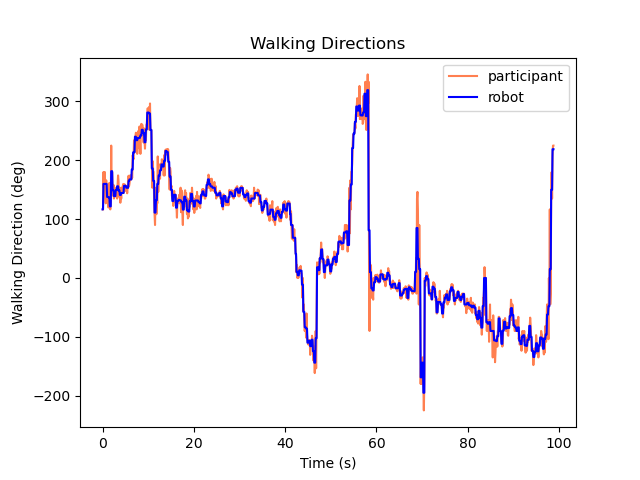 Walking Directions
participant
robot
Walking Direction (deg)
300
200
100
0
−100
−200
0
20
40
60
80
100
Time (s)